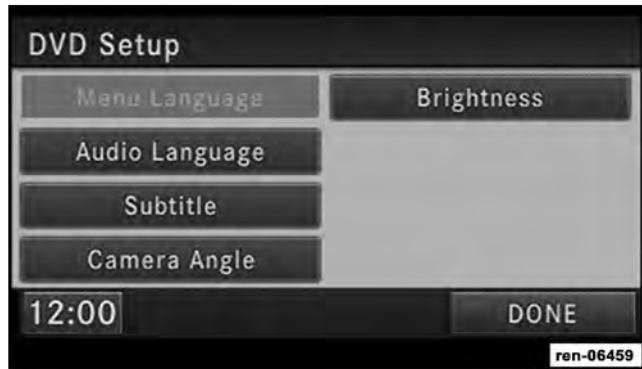 DVD Setup
Menu Language
Brightness
Audio Language
Subtitle
Camera Angle
12:00
DONE
ren-06459